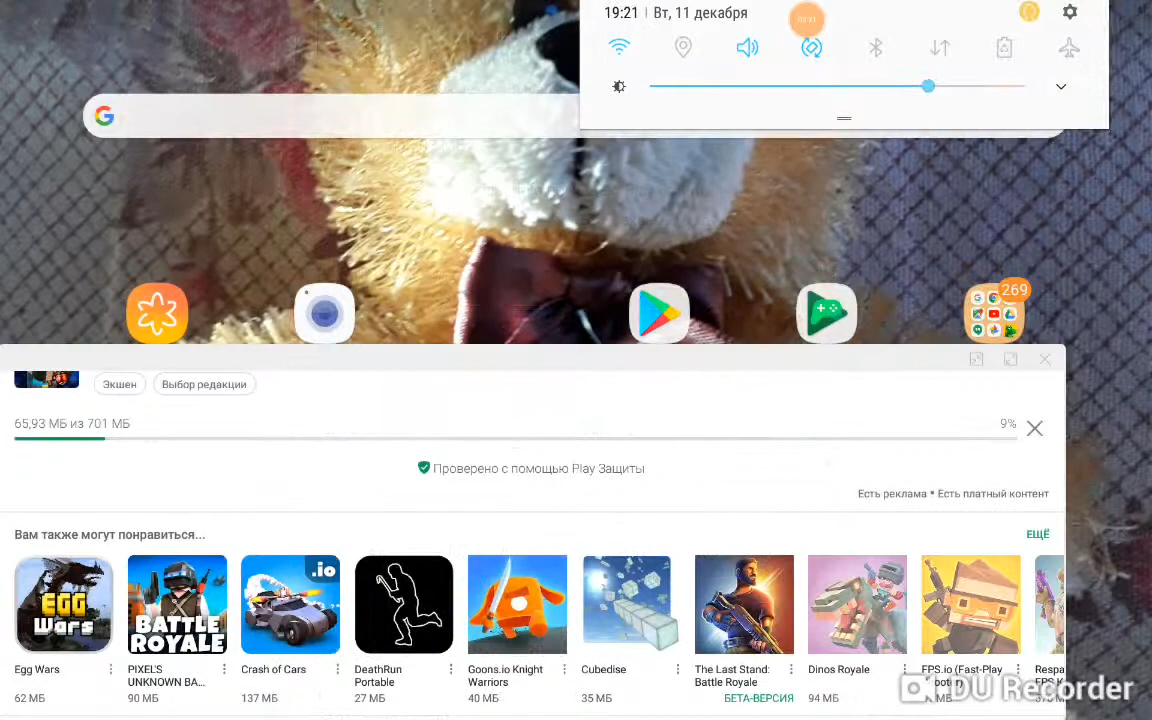 19:21 | Вт, 11 декабря
269
Экшен
Выбор редакции
65,93 МБ из 701 МБ
9%
Проверено с помощью Play Защиты
Есть реклама • Есть платный контент
Вам также могут понравиться...
ЕЩЁ
EGG Wars
BATTLE ROYALE
.io
Egg Wars
62 МБ
PIXEL'S UNKNOWN BA...
90 МБ
Crash of Cars
137 МБ
DeathRun Portable
27 МБ
Goons.io Knight Warriors
40 МБ
Cubedise
35 МБ
The Last Stand: Battle Royale
БЕТА-ВЕРСИЯ
Dinos Royale
94 МБ
FPS.io (Fast-Play
МБ
Respa
FPS
DU Recorder